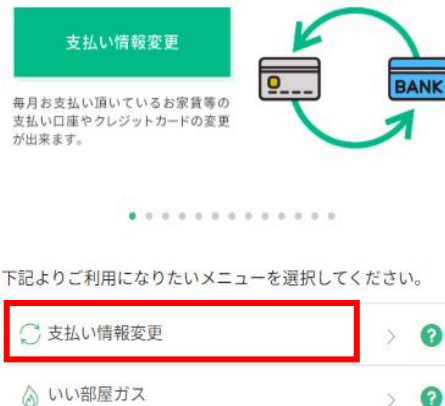 支払い情報変更
毎月お支払い頂いているお家賃等の
支払い口座やクレジットカードの変更
が出来ます。
BANK
下記よりご利用になりたいメニューを選択してください。
支払い情報変更 > ?
いい部屋ガス > ?